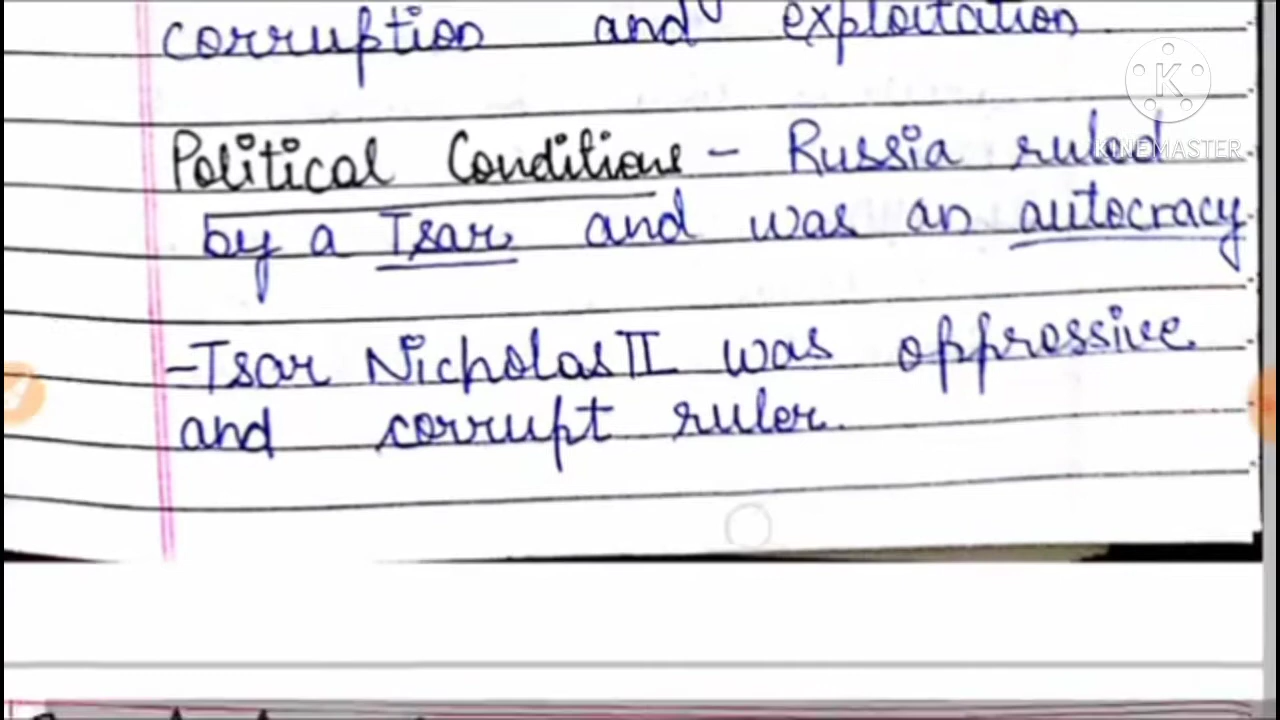 corruption and exploitation
K
KINEMASTER
Political Conditions - Russia ruled
by a Tsar and was an autocracy
-Tsar Nicholas II was oppressive
and corrupt ruler.